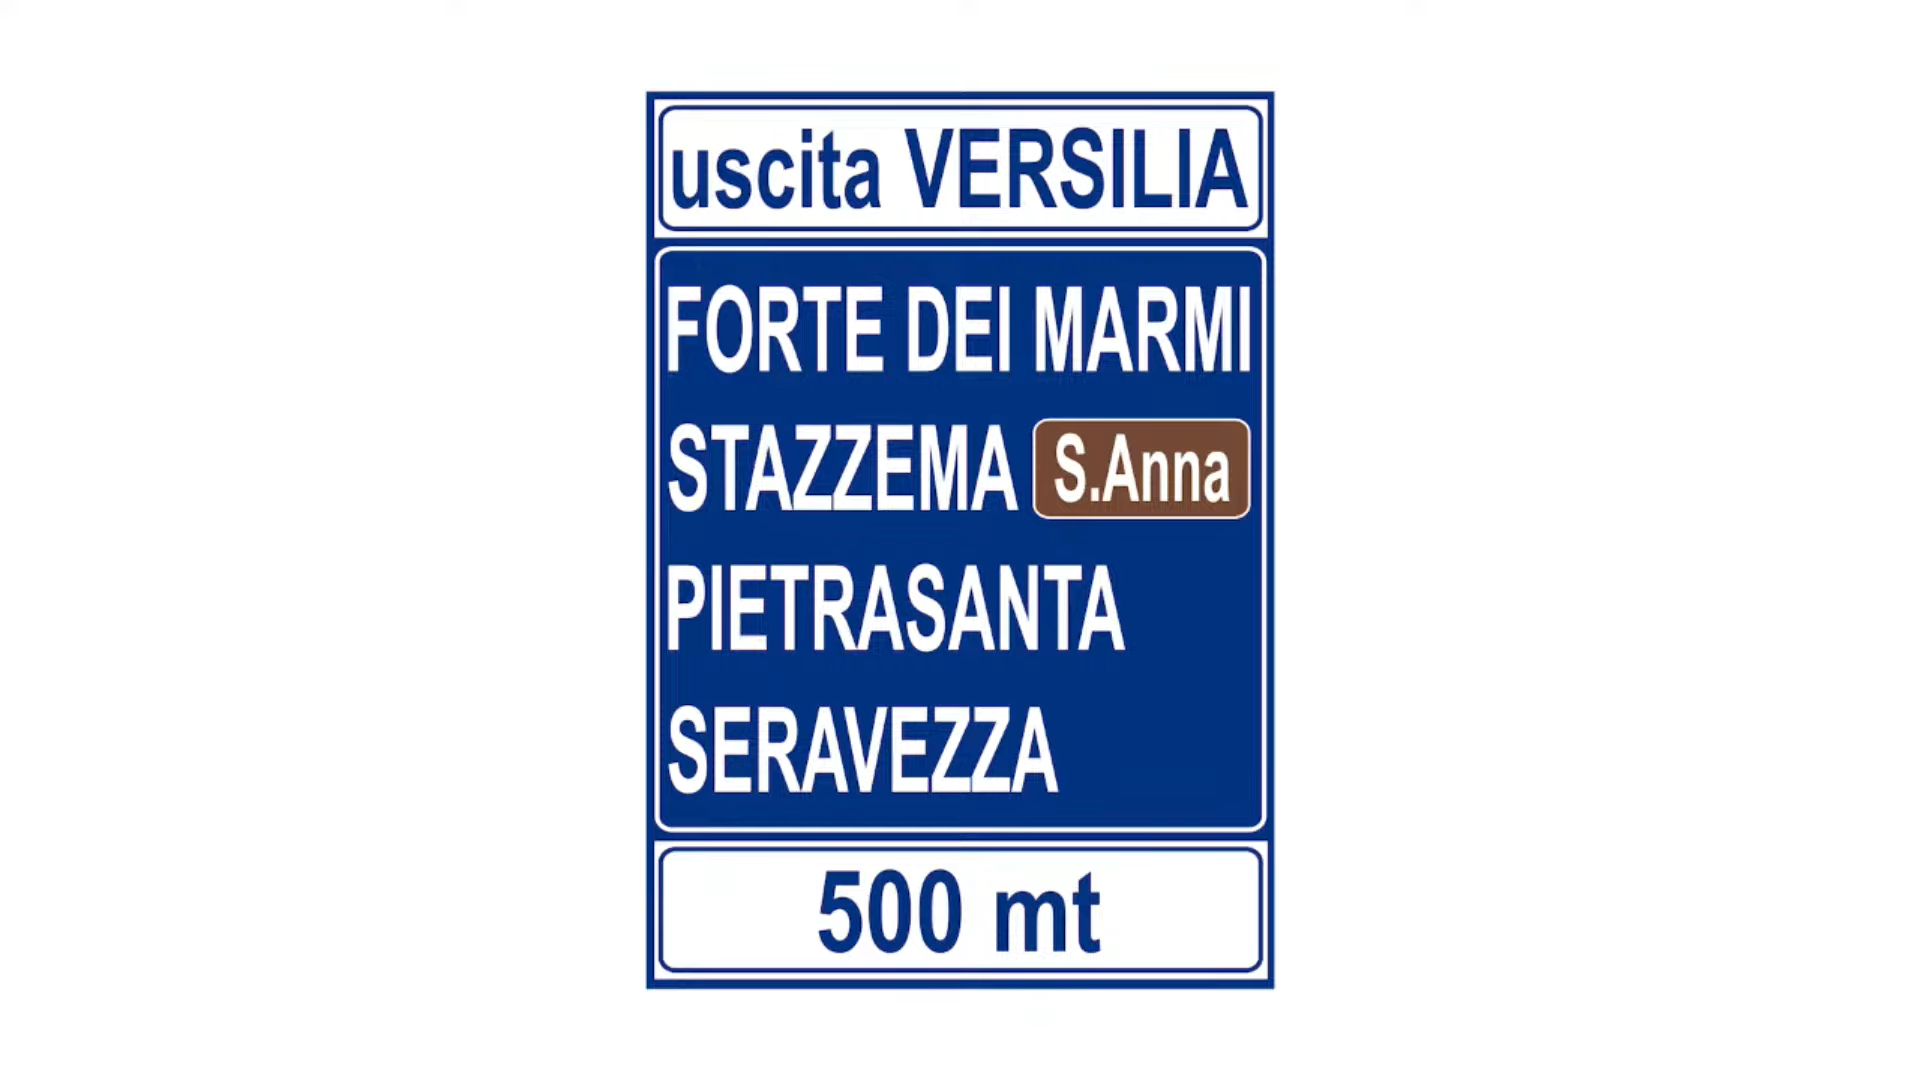 uscita VERSILIA
FORTE DEI MARMI
STAZZEMA S.Anna
PIETRASANTA
SERAVEZZA
500 mt